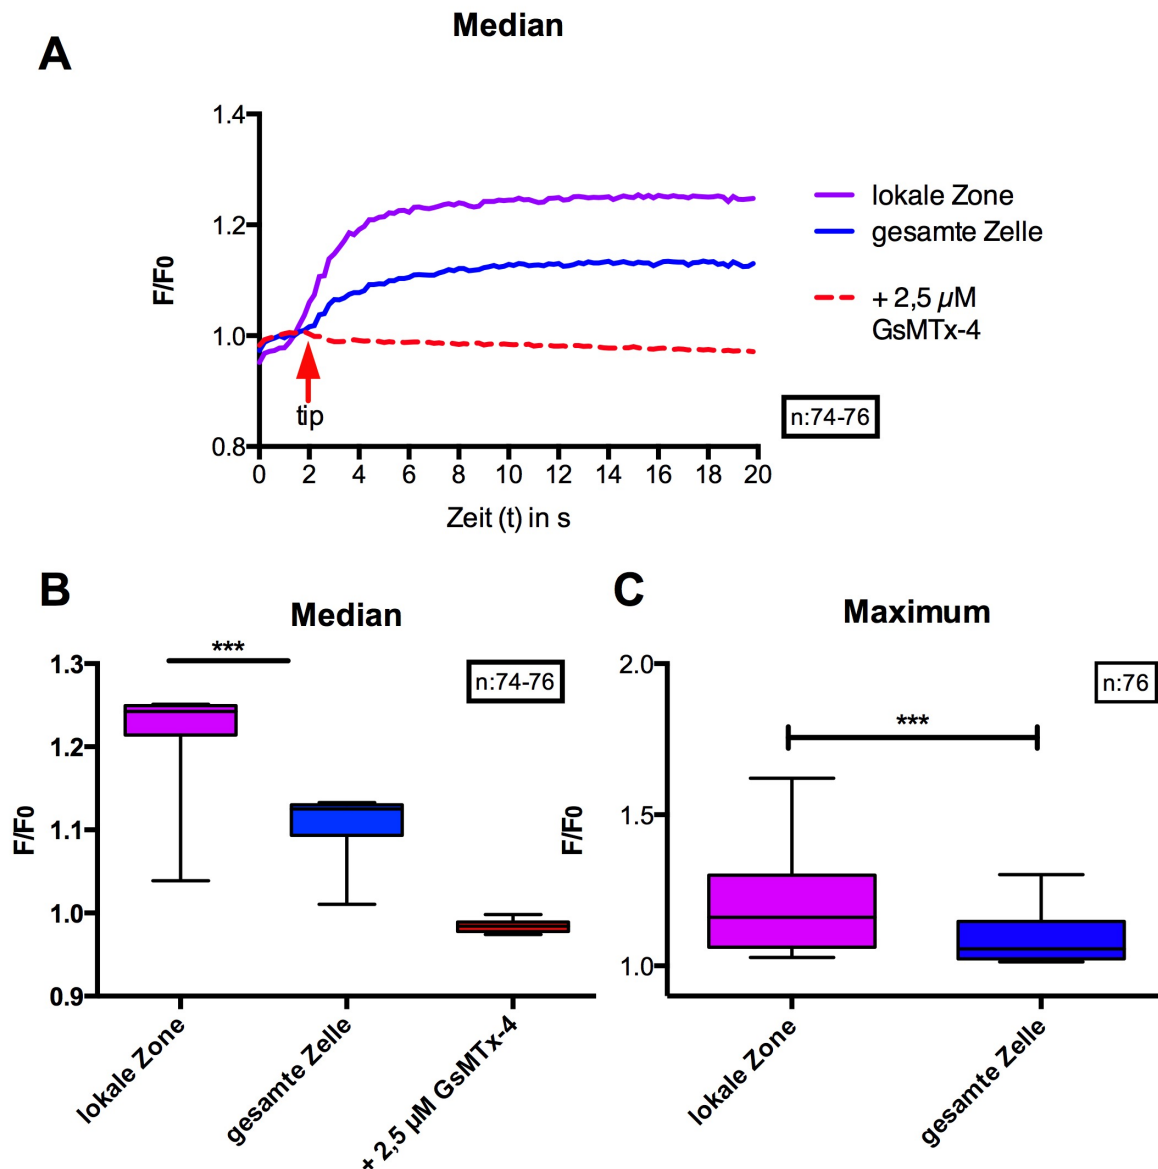 Median
A
1.4
1.2
1.0
0.8
F/F0
lokale Zone
gesamte Zelle
+ 2,5 µM
GsMTx-4
tip
n:74-76
0 2 4 6 8 10 12 14 16 18 20
Zeit (t) in s
B
Median
***
n:74-76
1.3
1.2
1.1
1.0
0.9
F/F0
lokale Zone
gesamte Zelle
+ 2,5 µM GsMTx-4
C
Maximum
n:76
***
2.0
1.5
1.0
F/F0
lokale Zone
gesamte Zelle